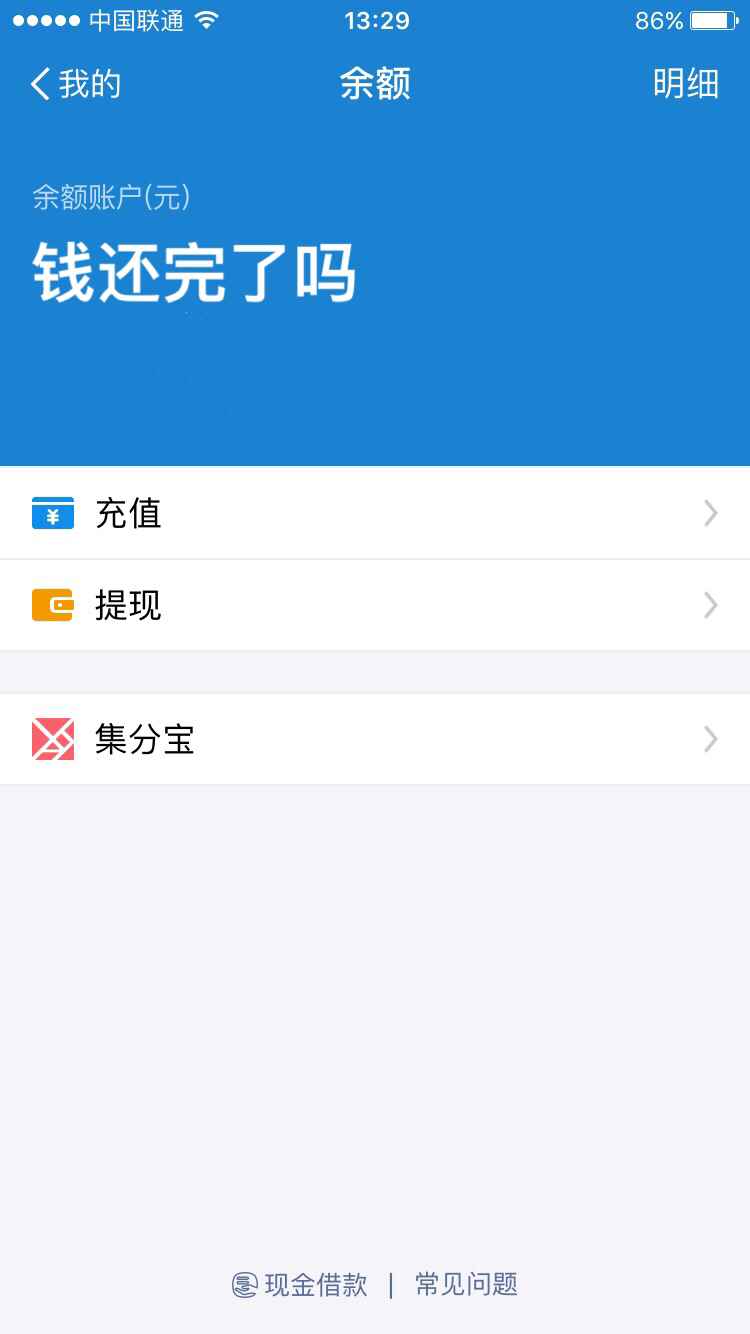 中国联通 13:29 86%
我的 余额 明细
余额账户(元)
钱还完了吗
充值
提现
集分宝
现金借款 | 常见问题